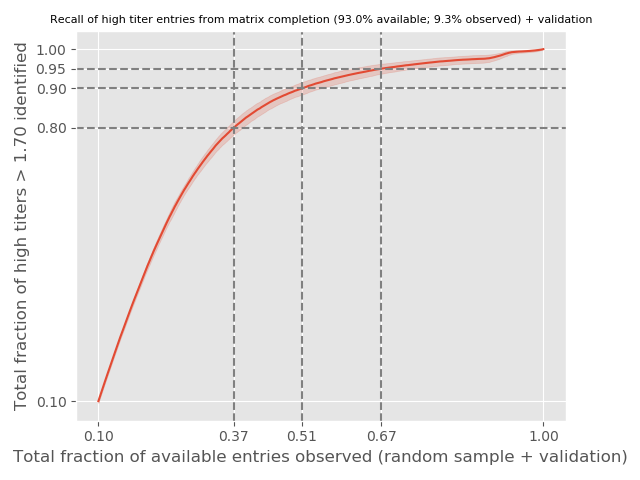 Recall of high titer entries from matrix completion (93.0% available; 9.3% observed) + validation
Total fraction of high titers > 1.70 identified
1.00
0.95
0.90
0.80
0.10
0.10 0.37 0.51 0.67 1.00
Total fraction of available entries observed (random sample + validation)